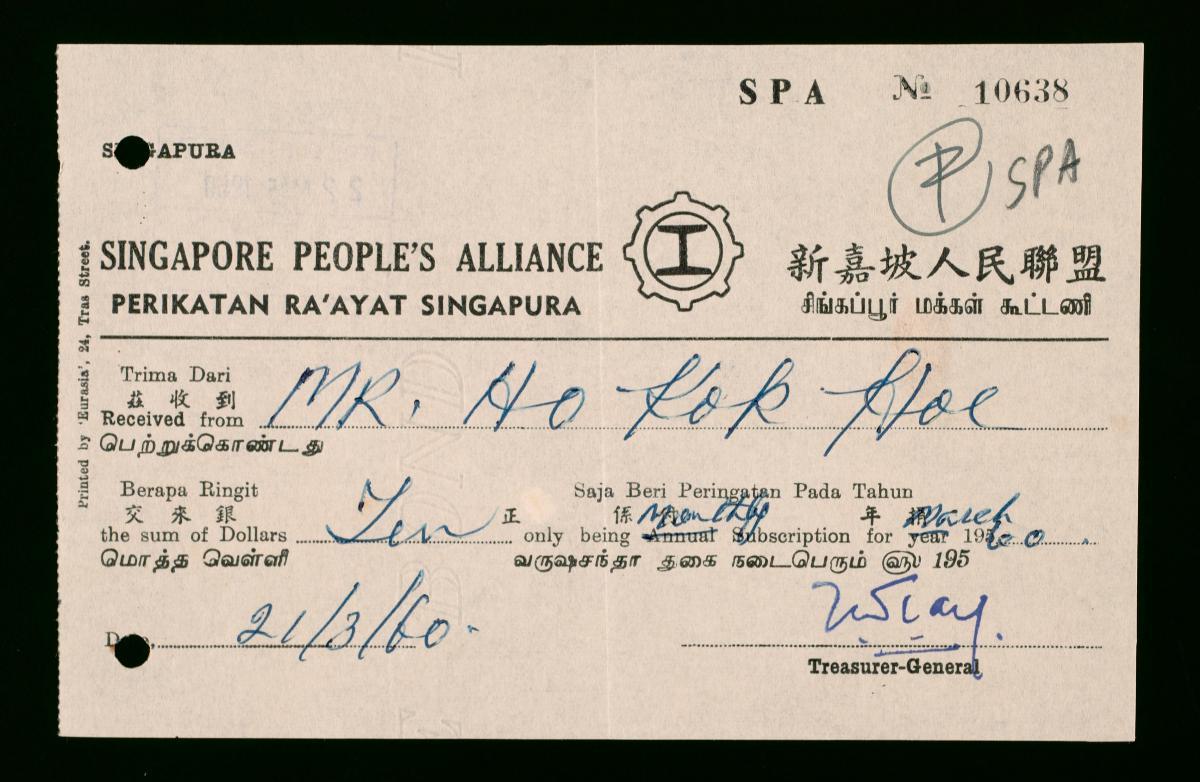 SPA № 10638
SINGAPURA
P SPA
SINGAPORE PEOPLE'S ALLIANCE 新嘉坡人民聯盟
PERIKATAN RA'AYAT SINGAPURA சிங்கப்பூர் மக்கள் கூட்டணி
Printed by 'Eurasia', 24, Tras Street.
Trima Dari
茲收到
Received from MR. Ho Kok Hoe
பெற்றுக்கொண்டது
Berapa Ringit Saja Beri Peringatan Pada Tahun
交來銀 正 係 年
the sum of Dollars Ten only being Annual Monthly Subscription for year March 195 60.
மொத்த வெள்ளி வருஷசந்தா துகை நடைபெரும் ௵ 195
Date, 21/3/60.
Treasurer-General